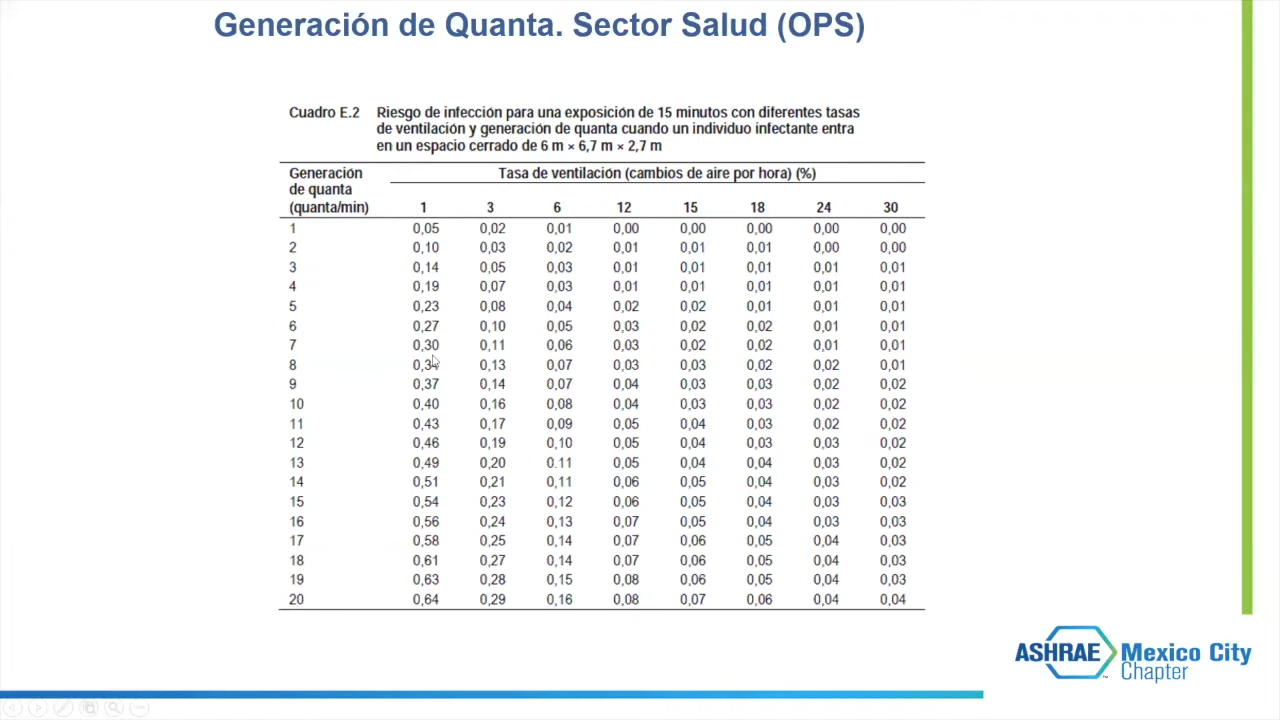 Generación de Quanta. Sector Salud (OPS)
Cuadro E.2 Riesgo de infección para una exposición de 15 minutos con diferentes tasas
de ventilación y generación de quanta cuando un individuo infectante entra
en un espacio cerrado de 6 m × 6,7 m × 2,7 m
Generación Tasa de ventilación (cambios de aire por hora) (%)
de quanta
(quanta/min) 1 3 6 12 15 18 24 30
1 0,05 0,02 0,01 0,00 0,00 0,00 0,00 0,00
2 0,10 0,03 0,02 0,01 0,01 0,01 0,00 0,00
3 0,14 0,05 0,03 0,01 0,01 0,01 0,01 0,01
4 0,19 0,07 0,03 0,01 0,01 0,01 0,01 0,01
5 0,23 0,08 0,04 0,02 0,02 0,01 0,01 0,01
6 0,27 0,10 0,05 0,03 0,02 0,02 0,01 0,01
7 0,30 0,11 0,06 0,03 0,02 0,02 0,01 0,01
8 0,34 0,13 0,07 0,03 0,03 0,02 0,02 0,01
9 0,37 0,14 0,07 0,04 0,03 0,03 0,02 0,02
10 0,40 0,16 0,08 0,04 0,03 0,03 0,02 0,02
11 0,43 0,17 0,09 0,05 0,04 0,03 0,02 0,02
12 0,46 0,19 0,10 0,05 0,04 0,03 0,03 0,02
13 0,49 0,20 0.11 0,05 0,04 0,04 0,03 0,02
14 0,51 0,21 0,11 0,06 0,05 0,04 0,03 0,02
15 0,54 0,23 0,12 0,06 0,05 0,04 0,03 0,03
16 0,56 0,24 0,13 0,07 0,05 0,04 0,03 0,03
17 0,58 0,25 0,14 0,07 0,06 0,05 0,04 0,03
18 0,61 0,27 0,14 0,07 0,06 0,05 0,04 0,03
19 0,63 0,28 0,15 0,08 0,06 0,05 0,04 0,03
20 0,64 0,29 0,16 0,08 0,07 0,06 0,04 0,04
ASHRAE Mexico City
Chapter